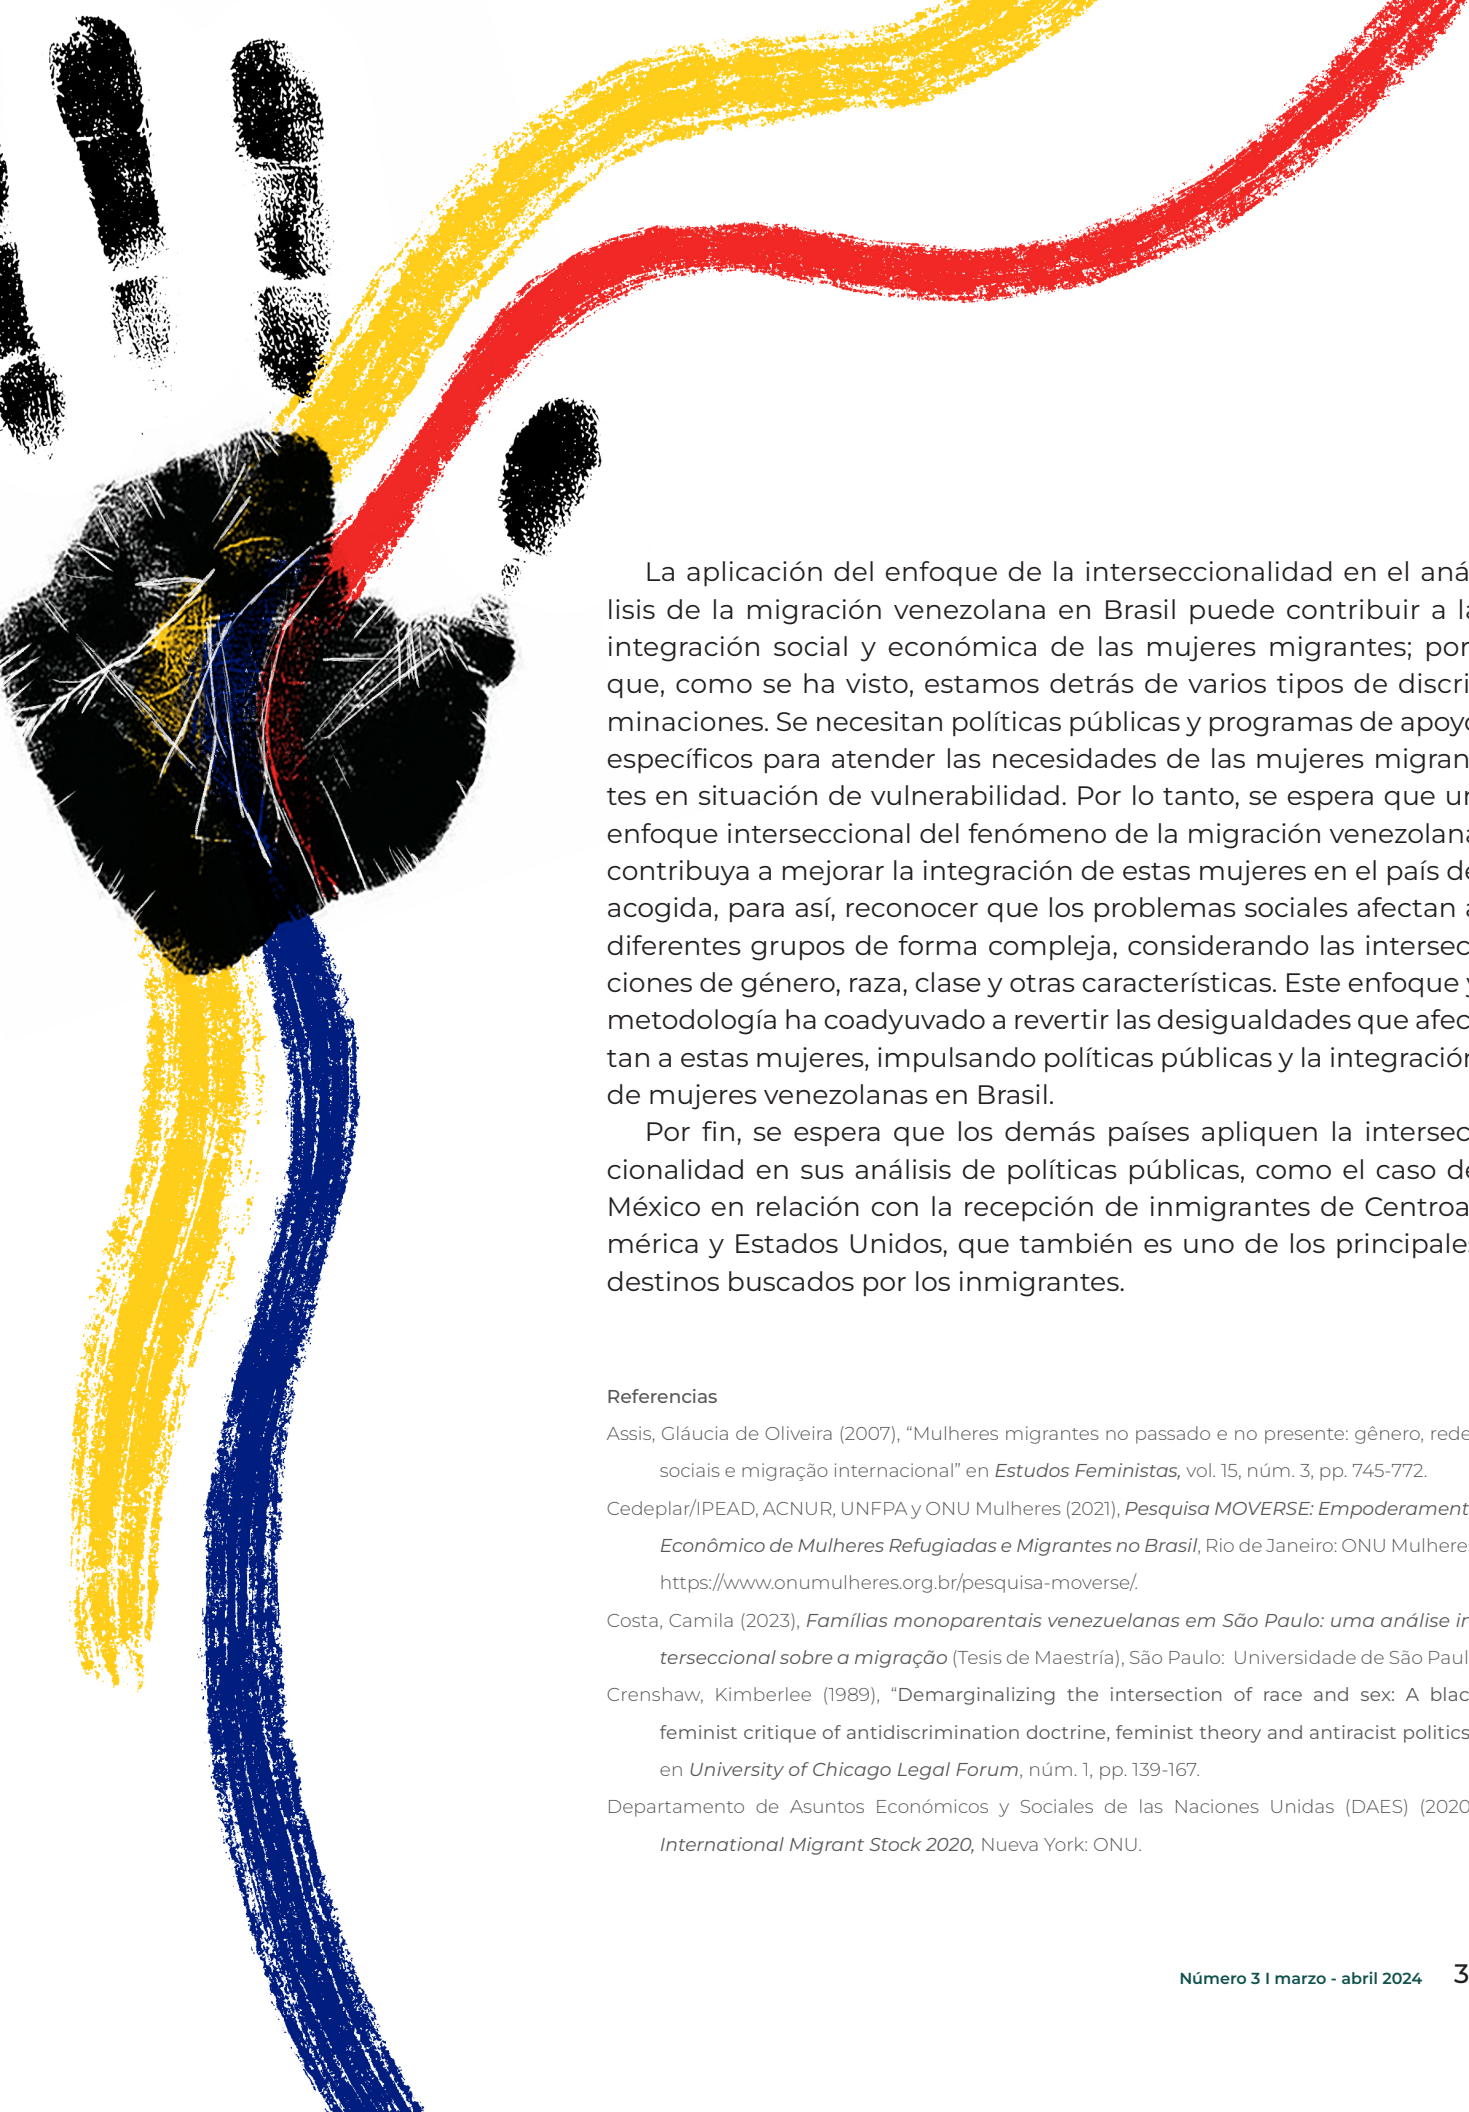 La aplicación del enfoque de la interseccionalidad en el aná
lisis de la migración venezolana en Brasil puede contribuir a la
integración social y económica de las mujeres migrantes; por
que, como se ha visto, estamos detrás de varios tipos de discri
minaciones. Se necesitan políticas públicas y programas de apoyo
específicos para atender las necesidades de las mujeres migran
tes en situación de vulnerabilidad. Por lo tanto, se espera que un
enfoque interseccional del fenómeno de la migración venezolana
contribuya a mejorar la integración de estas mujeres en el país de
acogida, para así, reconocer que los problemas sociales afectan a
diferentes grupos de forma compleja, considerando las intersec
ciones de género, raza, clase y otras características. Este enfoque y
metodología ha coadyuvado a revertir las desigualdades que afec
tan a estas mujeres, impulsando políticas públicas y la integración
de mujeres venezolanas en Brasil.
Por fin, se espera que los demás países apliquen la intersec
cionalidad en sus análisis de políticas públicas, como el caso de
México en relación con la recepción de inmigrantes de Centroa
mérica y Estados Unidos, que también es uno de los principales
destinos buscados por los inmigrantes.
Referencias
Assis, Gláucia de Oliveira (2007), “Mulheres migrantes no passado e no presente: gênero, rede
sociais e migração internacional” en Estudos Feministas, vol. 15, núm. 3, pp. 745-772.
Cedeplar/IPEAD, ACNUR, UNFPA y ONU Mulheres (2021), Pesquisa MOVERSE: Empoderament
Econômico de Mulheres Refugiadas e Migrantes no Brasil, Rio de Janeiro: ONU Mulheres
https://www.onumulheres.org.br/pesquisa-moverse/.
Costa, Camila (2023), Famílias monoparentais venezuelanas em São Paulo: uma análise in
terseccional sobre a migração (Tesis de Maestría), São Paulo: Universidade de São Paul
Crenshaw, Kimberlee (1989), “Demarginalizing the intersection of race and sex: A blac
feminist critique of antidiscrimination doctrine, feminist theory and antiracist politics
en University of Chicago Legal Forum, núm. 1, pp. 139-167.
Departamento de Asuntos Económicos y Sociales de las Naciones Unidas (DAES) (2020
International Migrant Stock 2020, Nueva York: ONU.
Número 3 I marzo - abril 2024 3